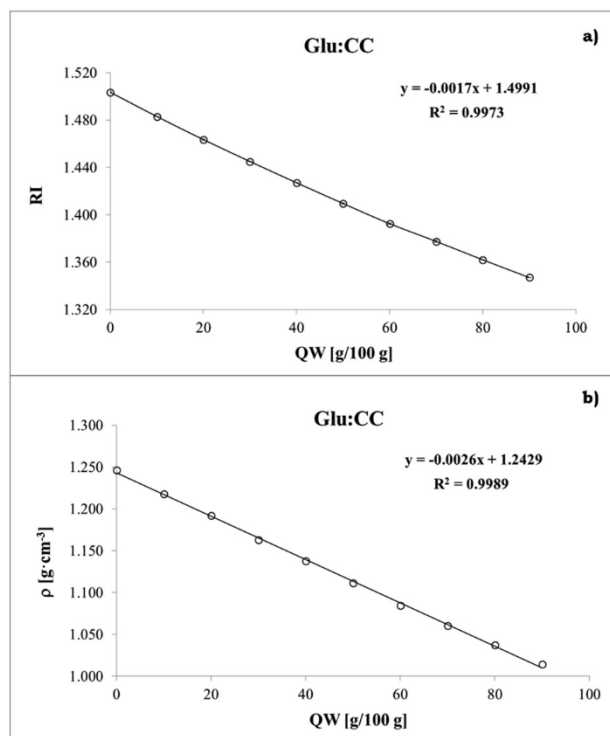 a)
Glu:CC
y = -0.0017x + 1.4991
R² = 0.9973
1.520
1.480
1.440
1.400
1.360
1.320
RI
0 20 40 60 80 100
QW [g/100 g]
b)
Glu:CC
y = -0.0026x + 1.2429
R² = 0.9989
1.300
1.250
1.200
1.150
1.100
1.050
1.000
ρ [g·cm⁻³]
0 20 40 60 80 100
QW [g/100 g]